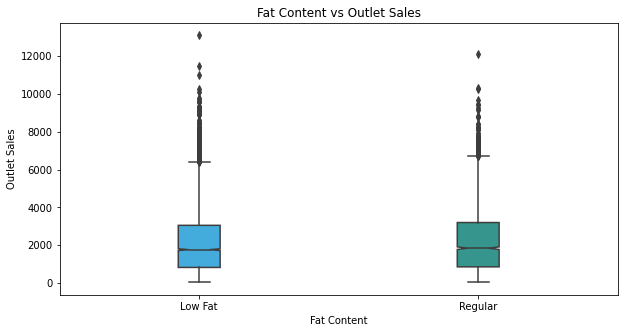 Fat Content vs Outlet Sales
12000
10000
8000
6000
4000
2000
0
Outlet Sales
Low Fat
Regular
Fat Content